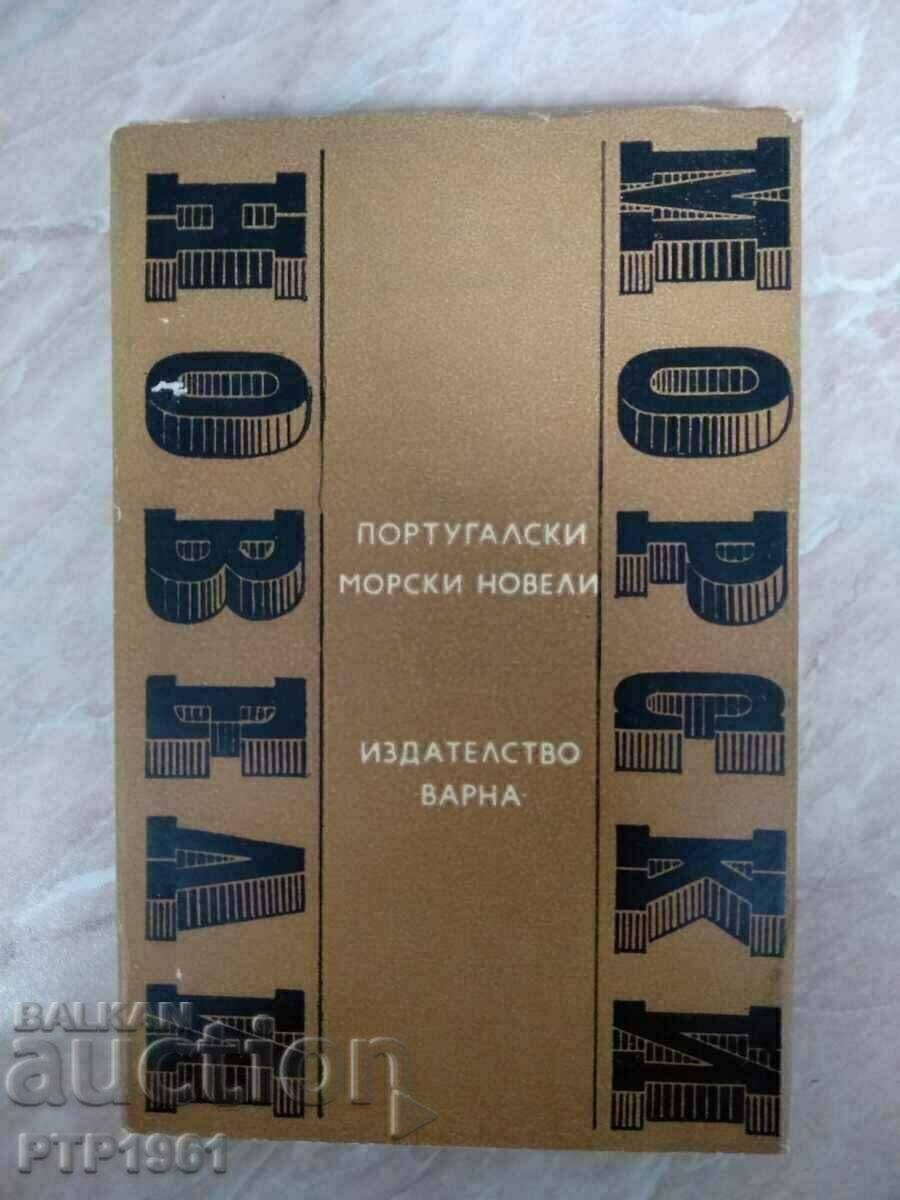 МОРСКИ
НОВЕЛИ
ПОРТУГАЛСКИ
МОРСКИ НОВЕЛИ
ИЗДАТЕЛСТВО
ВАРНА
BALKAN
auction
PTP1961